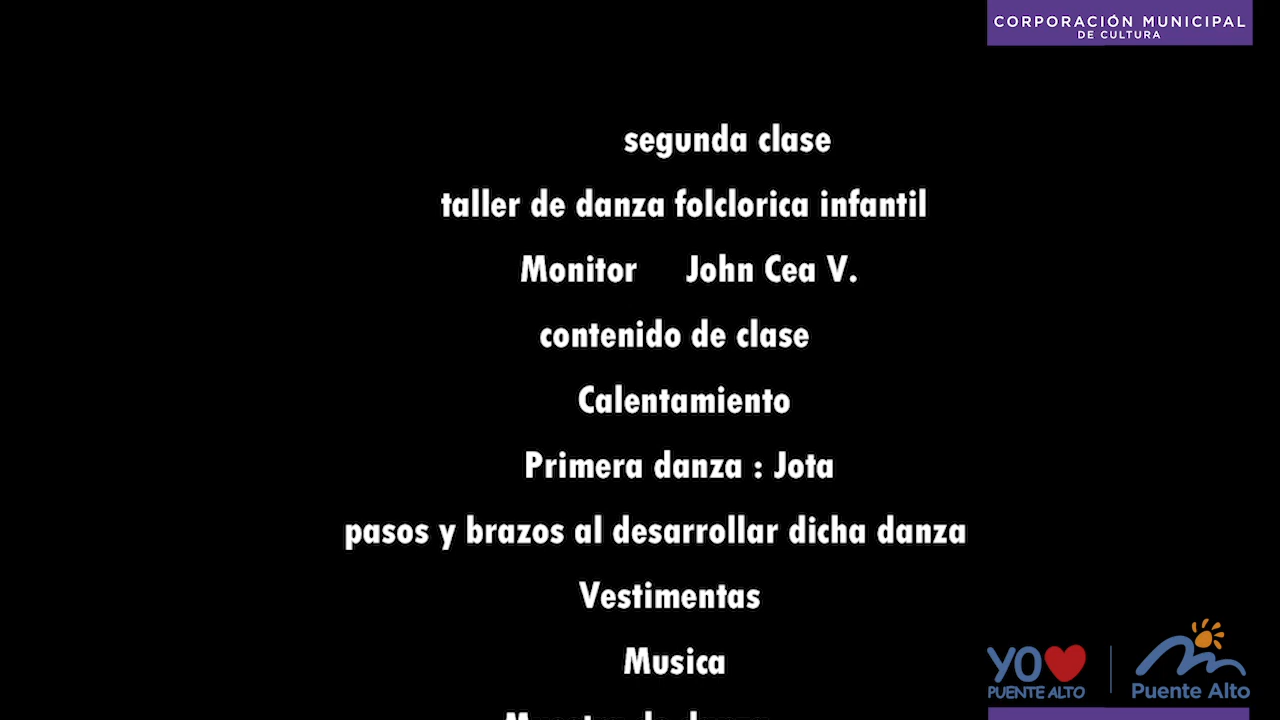 CORPORACIÓN MUNICIPAL
DE CULTURA
segunda clase
taller de danza folclorica infantil
Monitor John Cea V.
contenido de clase
Calentamiento
Primera danza : Jota
pasos y brazos al desarrollar dicha danza
Vestimentas
Musica
YO
PUENTE ALTO
Puente Alto